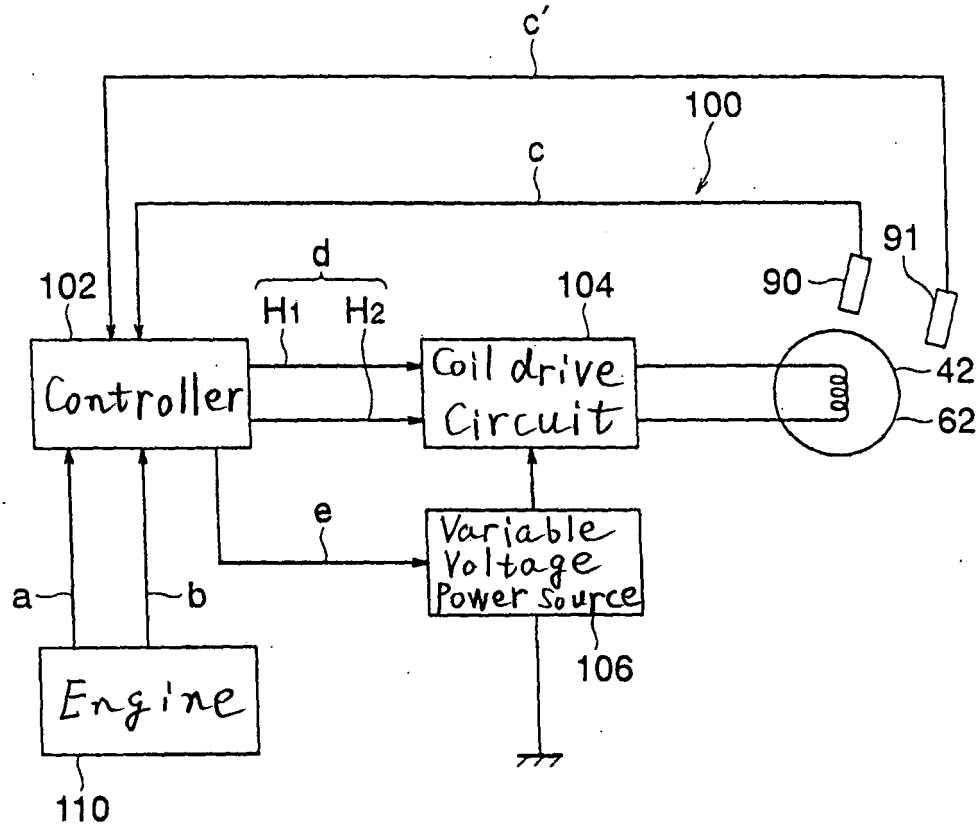 c'
100
c
91
90
d
102
H1
H2
104
Controller
Coil drive
Circuit
42
62
e
Variable
Voltage
Power source
a
b
106
Engine
110